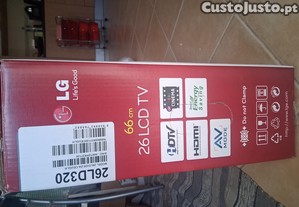 CustoJusto.pt
LG
Life's Good
66 cm
26 LCD TV
Energy
Saving
HDTV
HDMI
AV
MODE
Do not Clamp
26LD320